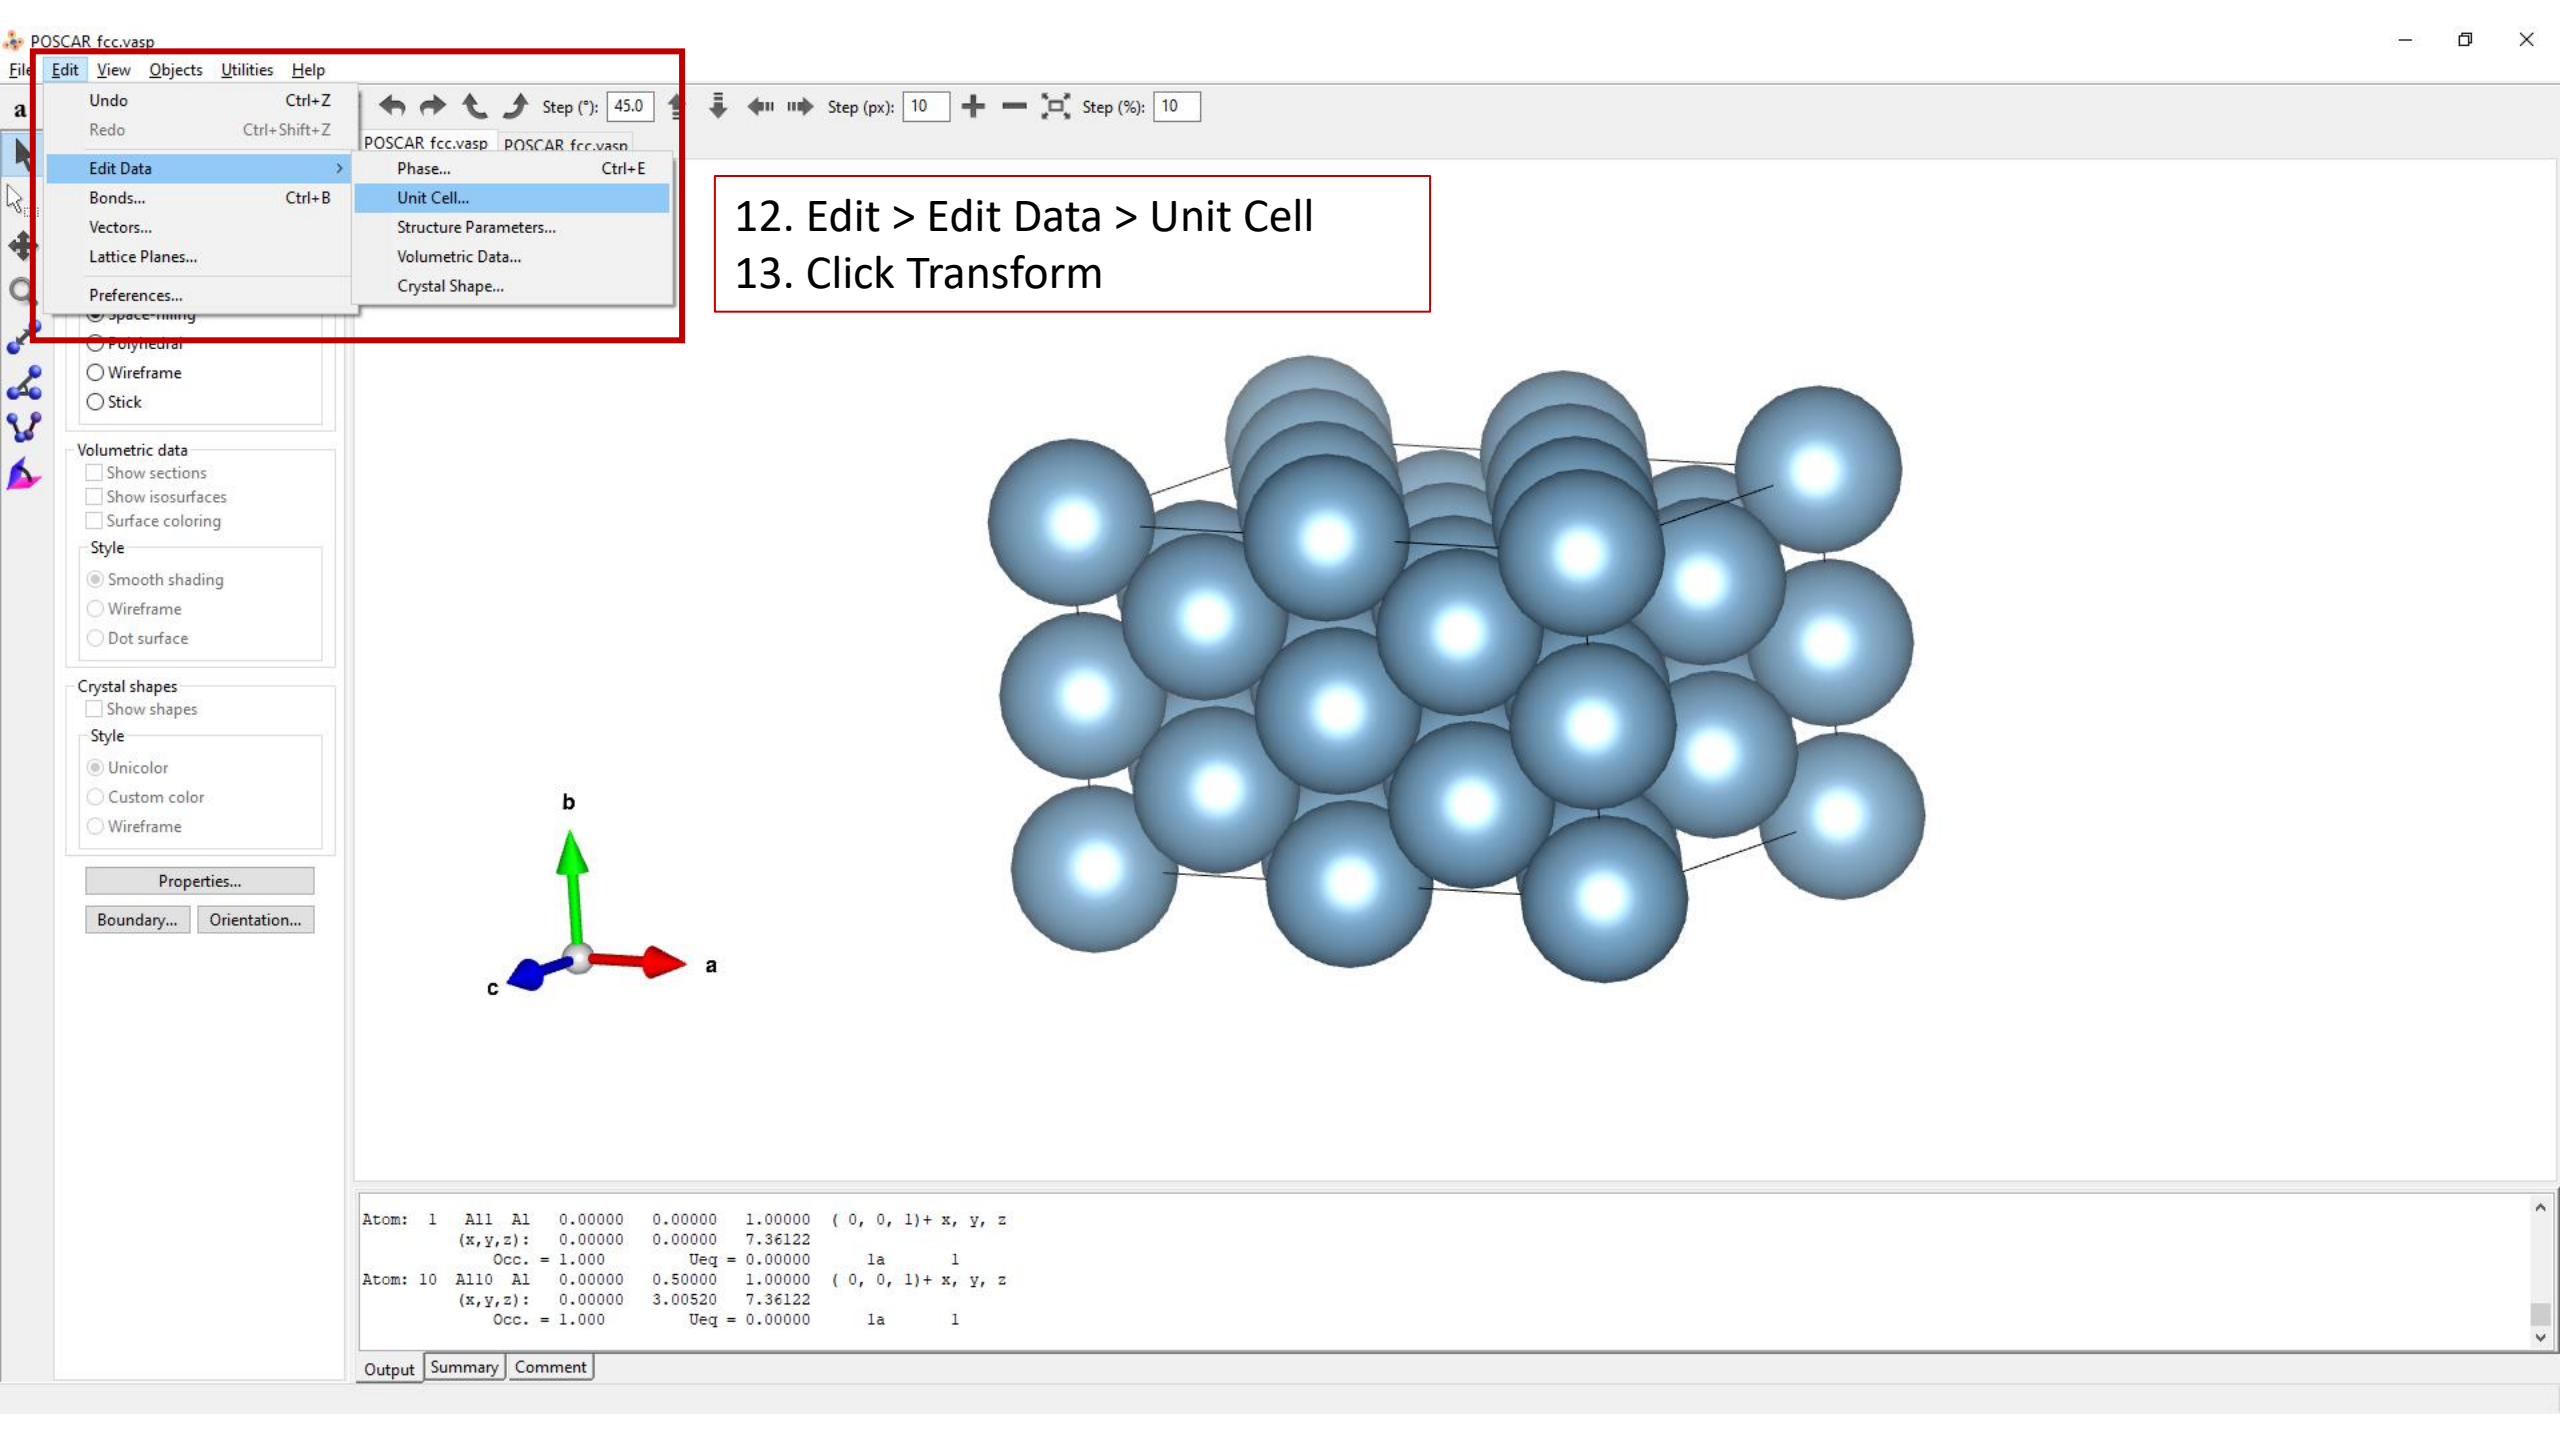 POSCAR fcc.vasp
File Edit View Objects Utilities Help
Undo Ctrl+Z
Redo Ctrl+Shift+Z
Edit Data >
Bonds... Ctrl+B
Vectors...
Lattice Planes...
Preferences...
a
Step (°): 45.0 Step (px): 10 Step (%): 10
POSCAR fcc.vasp POSCAR fcc.vasp
Phase... Ctrl+E
Unit Cell...
Structure Parameters...
Volumetric Data...
Crystal Shape...
12. Edit > Edit Data > Unit Cell
13. Click Transform
Space-filling
Polyhedral
Wireframe
Stick
Volumetric data
Show sections
Show isosurfaces
Surface coloring
Style
Smooth shading
Wireframe
Dot surface
Crystal shapes
Show shapes
Style
Unicolor
Custom color
Wireframe
Properties...
Boundary... Orientation...
b
a
c
Atom: 1 Al1 Al 0.00000 0.00000 1.00000 ( 0, 0, 1)+ x, y, z
(x,y,z): 0.00000 0.00000 7.36122
Occ. = 1.000 Ueq = 0.00000 1a 1
Atom: 10 Al10 Al 0.00000 0.50000 1.00000 ( 0, 0, 1)+ x, y, z
(x,y,z): 0.00000 3.00520 7.36122
Occ. = 1.000 Ueq = 0.00000 1a 1
Output Summary Comment